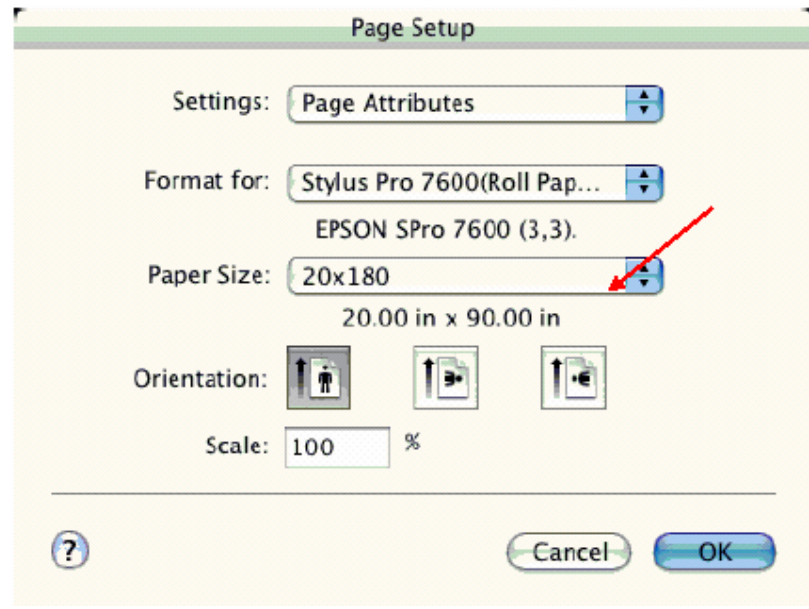 Page Setup
Settings: Page Attributes
Format for: Stylus Pro 7600(Roll Pap...
EPSON SPro 7600 (3,3).
Paper Size: 20x180
20.00 in x 90.00 in
Orientation:
Scale: 100 %
? Cancel OK